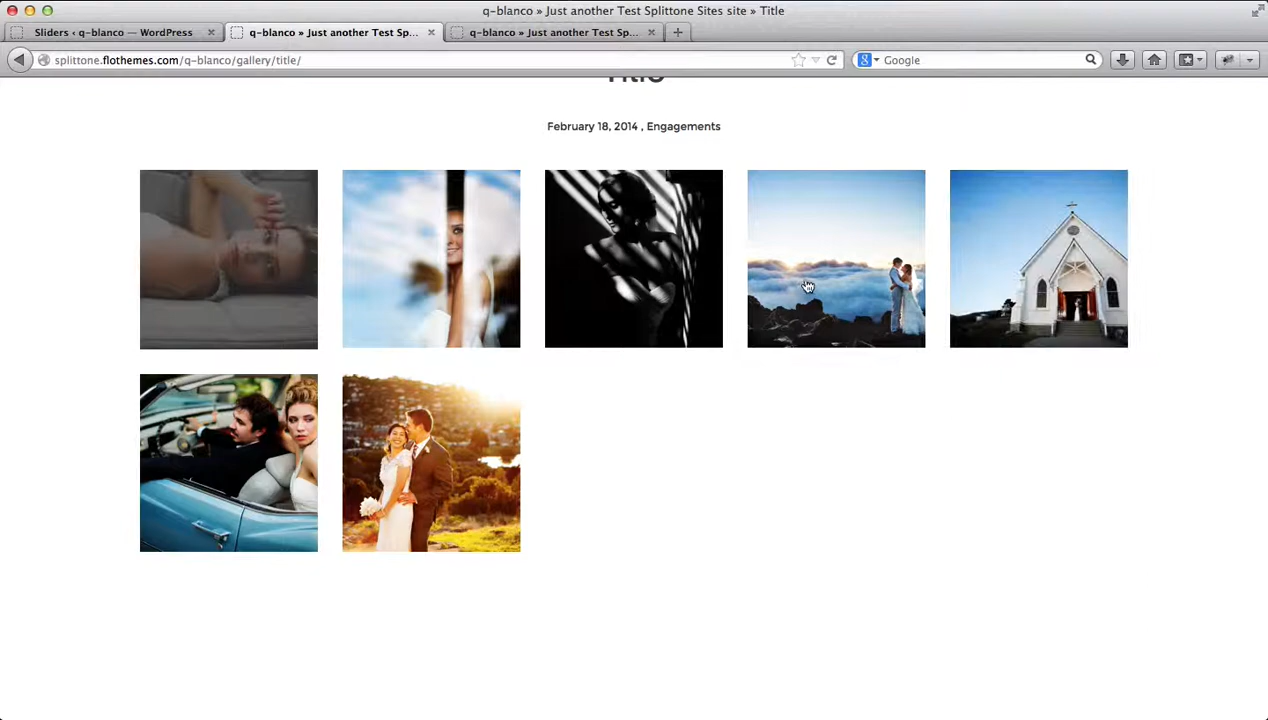 q-blanco » Just another Test Splittone Sites site » Title
Sliders ‹ q-blanco — WordPress
q-blanco » Just another Test Sp...
q-blanco » Just another Test Sp...
splittone.flothemes.com/q-blanco/gallery/title/
Google
Title
February 18, 2014 , Engagements